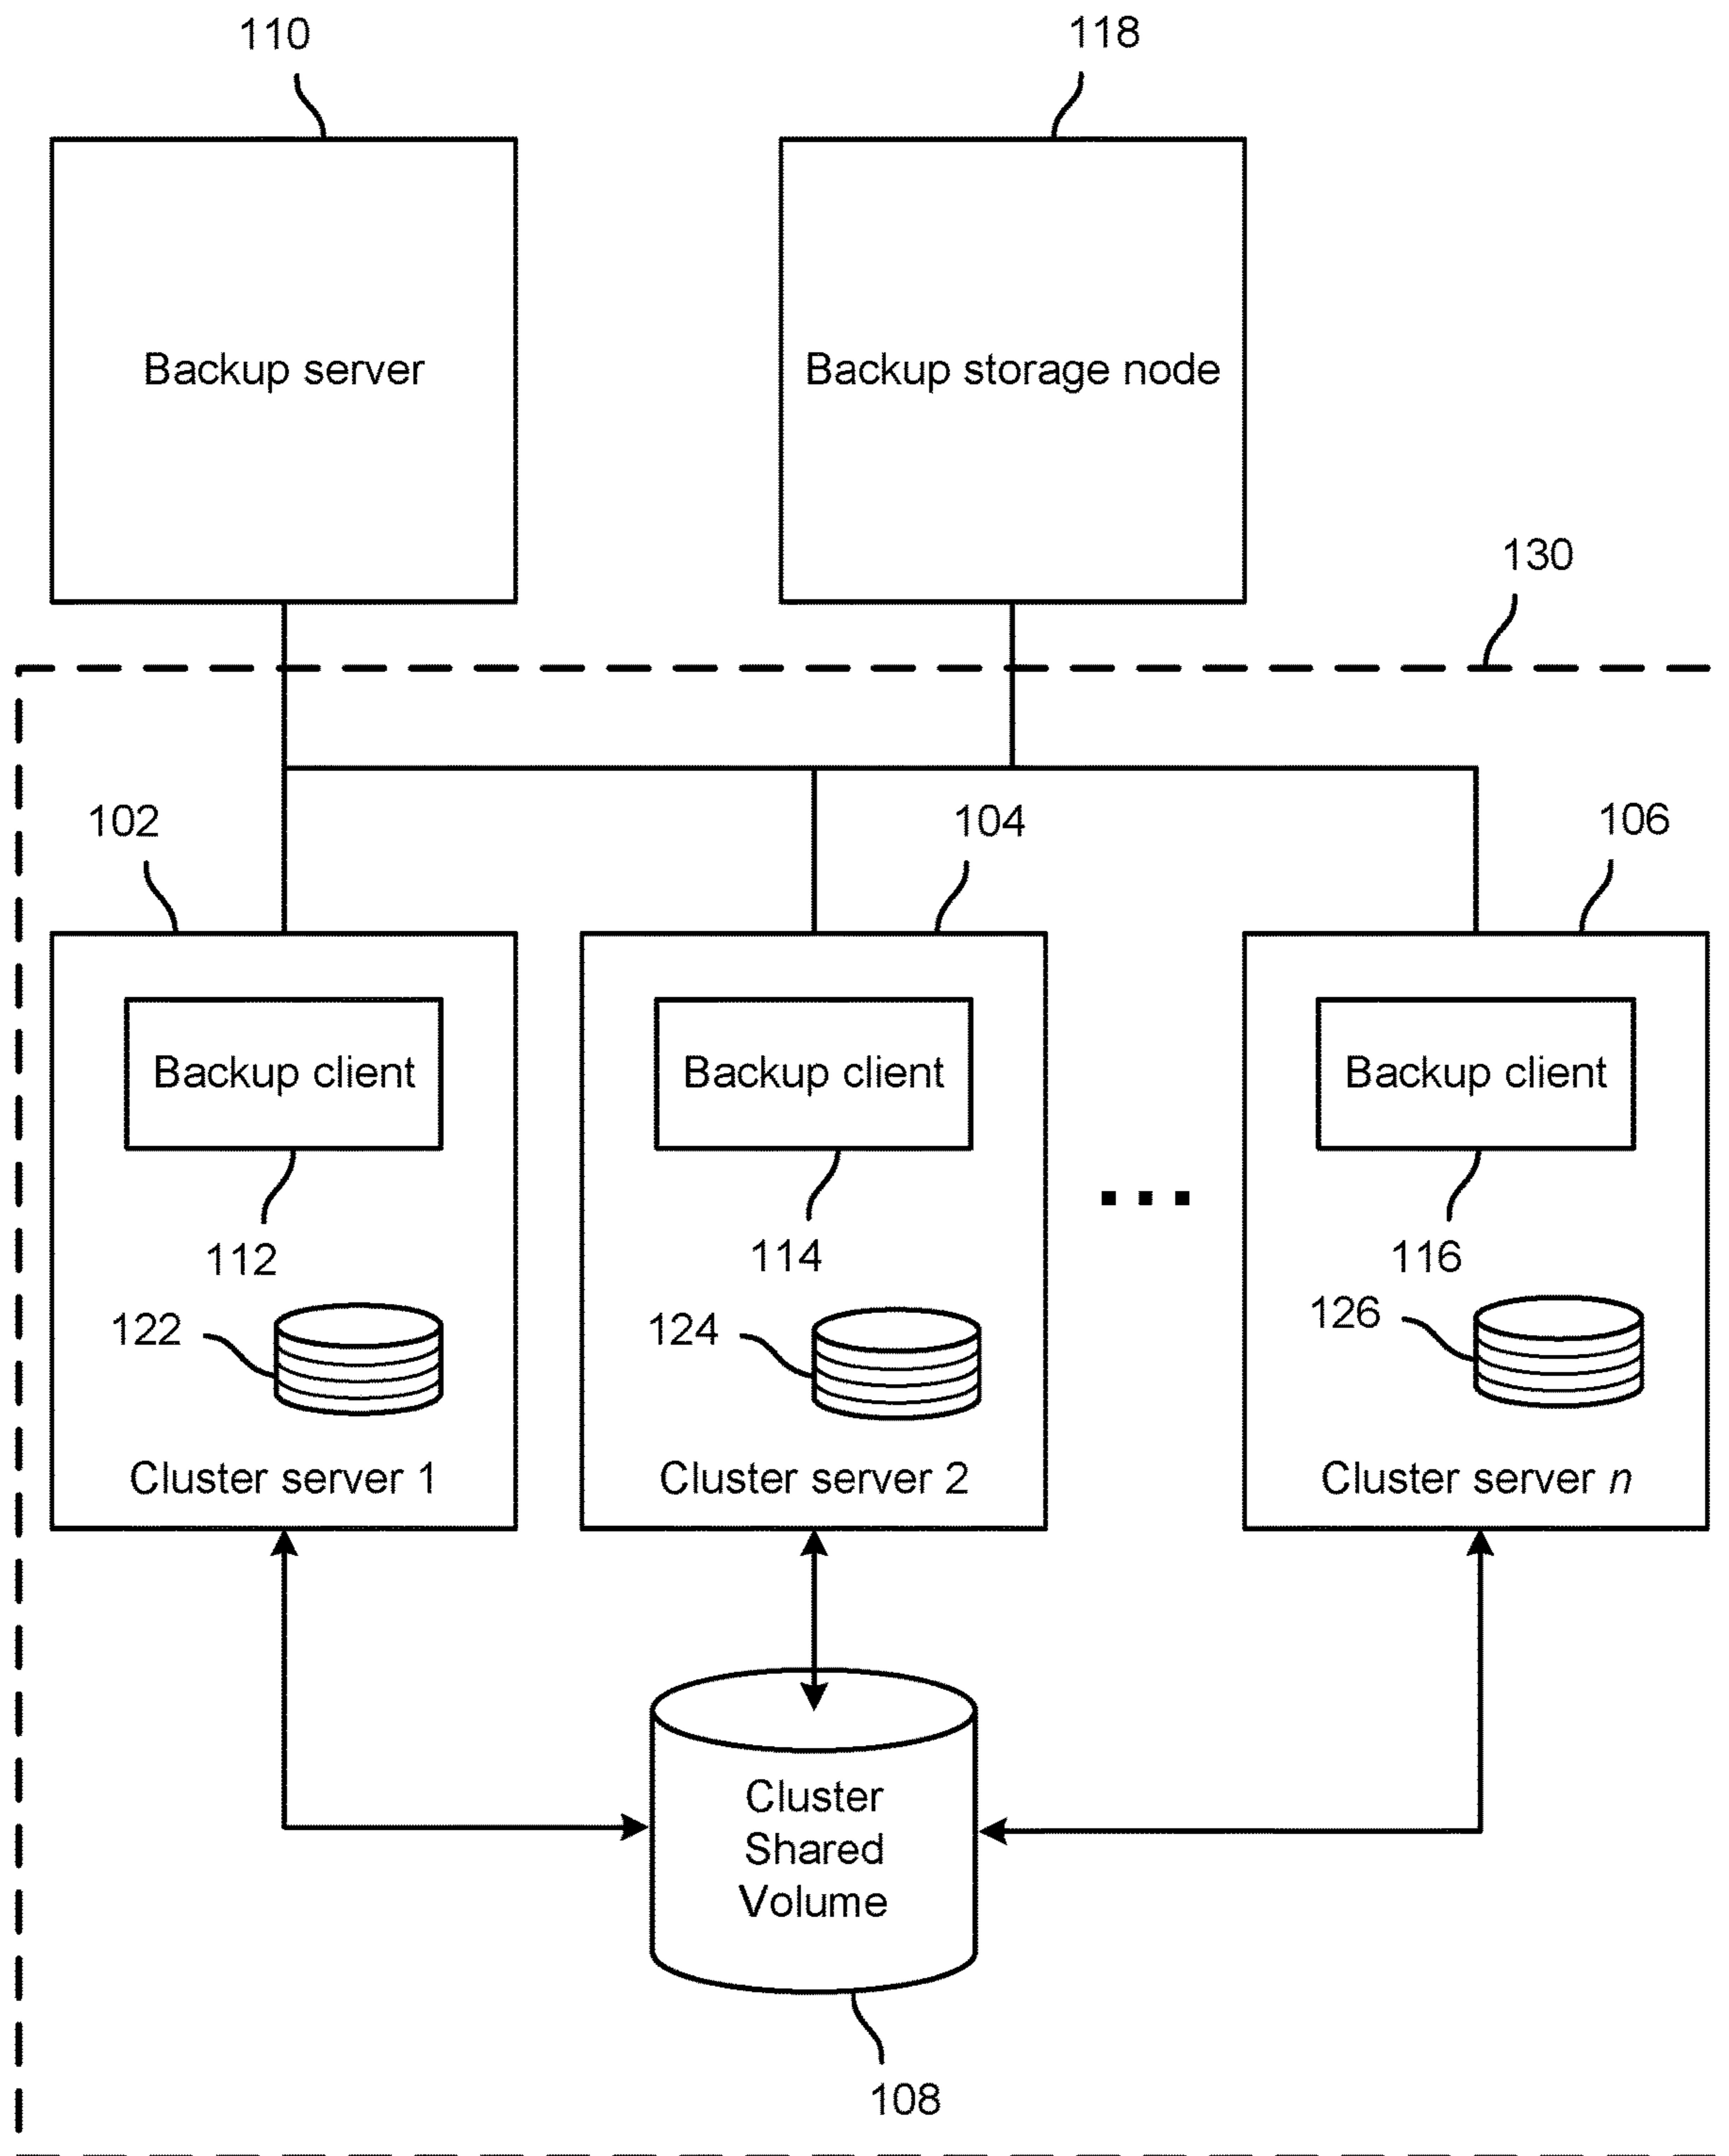 110
118
Backup server
Backup storage node
130
102
104
106
Backup client
Backup client
Backup client
112
114
116
122
124
126
Cluster server 1
Cluster server 2
Cluster server n
Cluster
Shared
Volume
108